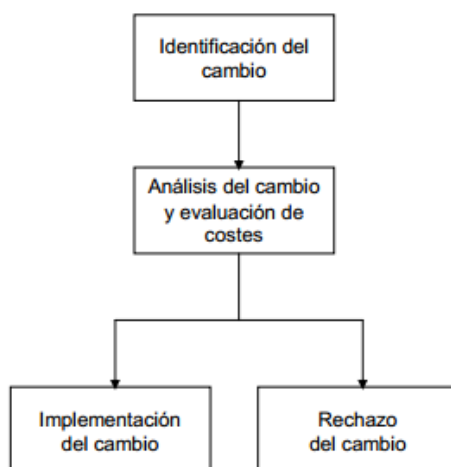 Identificación del
cambio
Análisis del cambio
y evaluación de
costes
Implementación
del cambio
Rechazo
del cambio